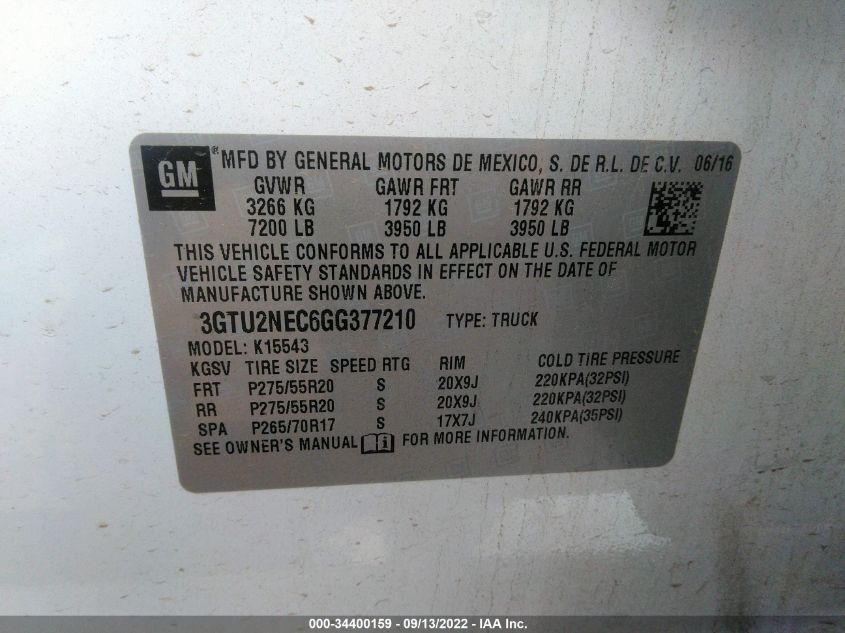 GM ® MFD BY GENERAL MOTORS DE MEXICO, S. DE R.L. DE C.V. 06/16
GVWR GAWR FRT GAWR RR
3266 KG 1792 KG 1792 KG
7200 LB 3950 LB 3950 LB
THIS VEHICLE CONFORMS TO ALL APPLICABLE U.S. FEDERAL MOTOR
VEHICLE SAFETY STANDARDS IN EFFECT ON THE DATE OF
MANUFACTURE SHOWN ABOVE.
3GTU2NEC6GG377210 TYPE: TRUCK
MODEL: K15543
KGSV TIRE SIZE SPEED RTG RIM COLD TIRE PRESSURE
FRT P275/55R20 S 20X9J 220KPA(32PSI)
RR P275/55R20 S 20X9J 220KPA(32PSI)
SPA P265/70R17 S 17X7J 240KPA(35PSI)
SEE OWNER'S MANUAL FOR MORE INFORMATION.
000-34400159 - 09/13/2022 - IAA Inc.